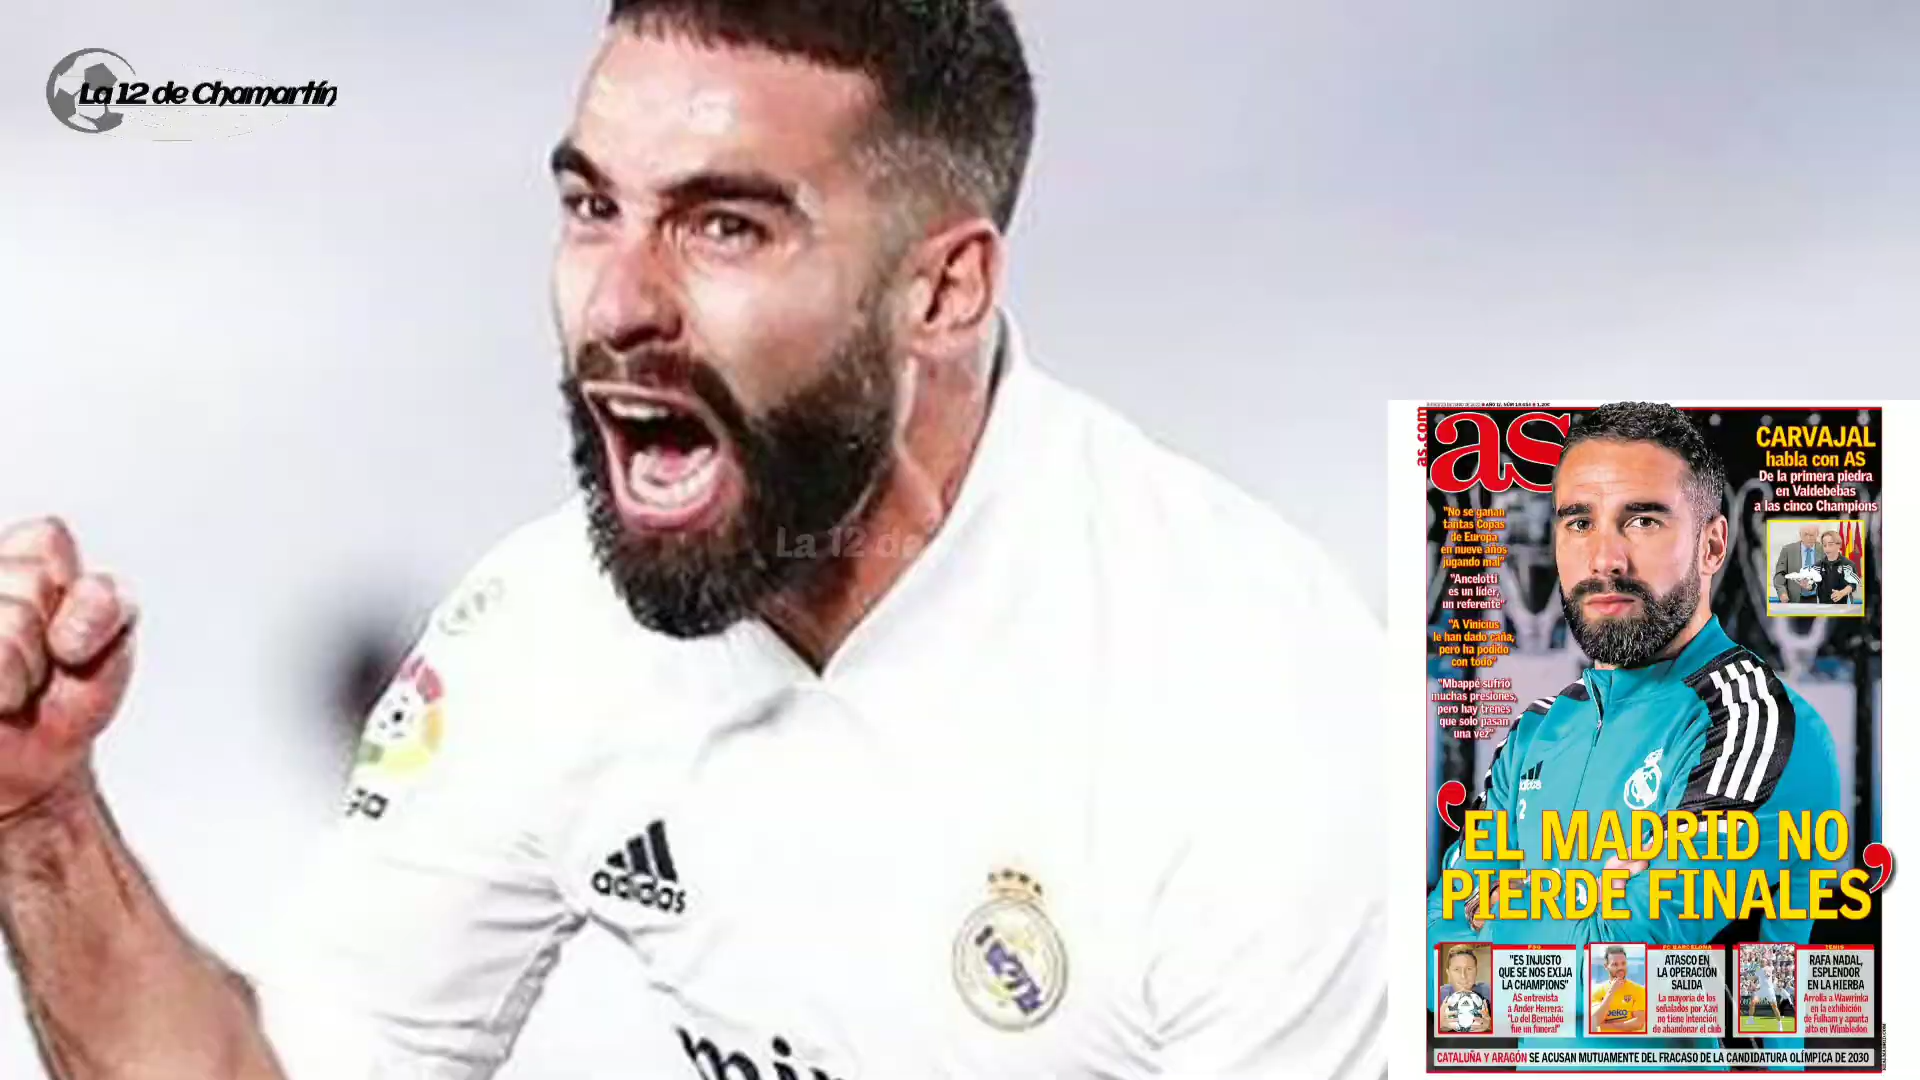 La 12 de Chamartín
La 12 de
ga
adidas
as.com
as
CARVAJAL
habla con AS
De la primera piedra
en Valdebebas
a las cinco Champions
"No se ganan
tantas Copas
de Europa
en nueve años
jugando mal"
"Ancelotti
es un líder,
un referente"
"A Vinicius
le han dado caña,
pero ha podido
con todo"
"Mbappé sufrió
muchas presiones,
pero hay trenes
que solo pasan
una vez"
adidas
2
'EL MADRID NO
PIERDE FINALES'
PSG
"ES INJUSTO
QUE SE NOS EXIJA
LA CHAMPIONS"
AS entrevista
a Ander Herrera:
"Lo del Bernabéu
fue un funeral"
FC BARCELONA
ATASCO EN
LA OPERACIÓN
SALIDA
La mayoría de los
señalados por Xavi
no tiene intención
de abandonar el club
TENIS
RAFA NADAL,
ESPLENDOR
EN LA HIERBA
Arrolla a Wawrinka
en la exhibición
de Fulham y apunta
alto en Wimbledon
CATALUÑA Y ARAGÓN SE ACUSAN MUTUAMENTE DEL FRACASO DE LA CANDIDATURA OLÍMPICA DE 2030